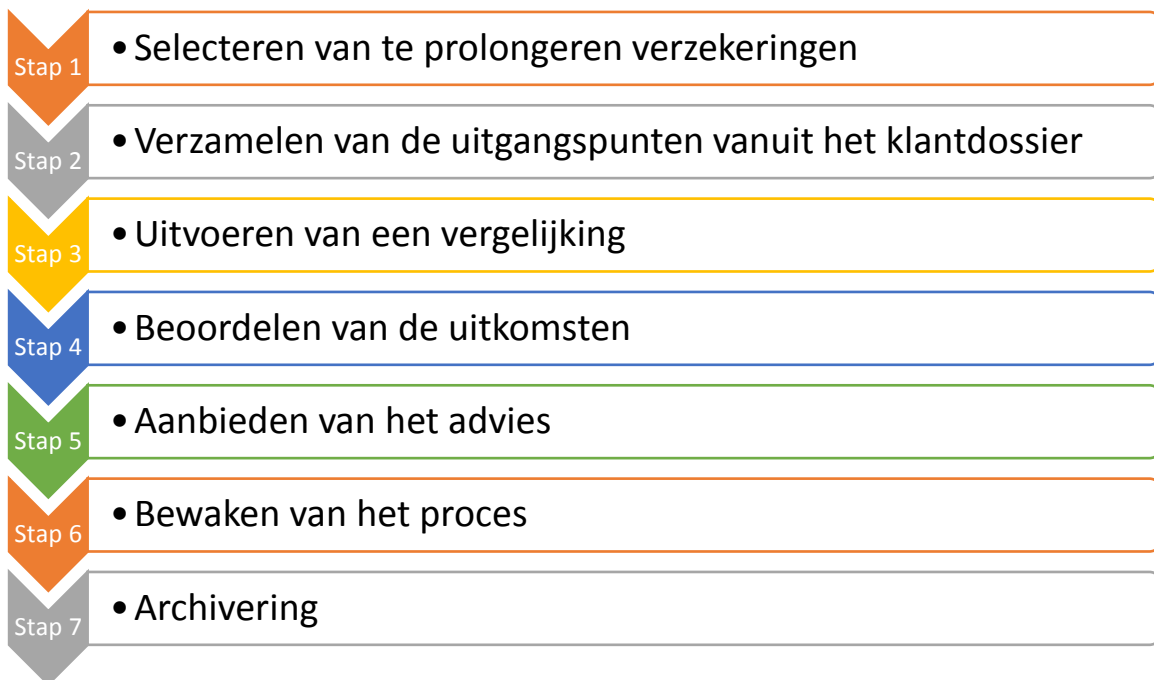 Stap 1
• Selecteren van te prolongeren verzekeringen
Stap 2
• Verzamelen van de uitgangspunten vanuit het klantdossier
Stap 3
• Uitvoeren van een vergelijking
Stap 4
• Beoordelen van de uitkomsten
Stap 5
• Aanbieden van het advies
Stap 6
• Bewaken van het proces
Stap 7
• Archivering